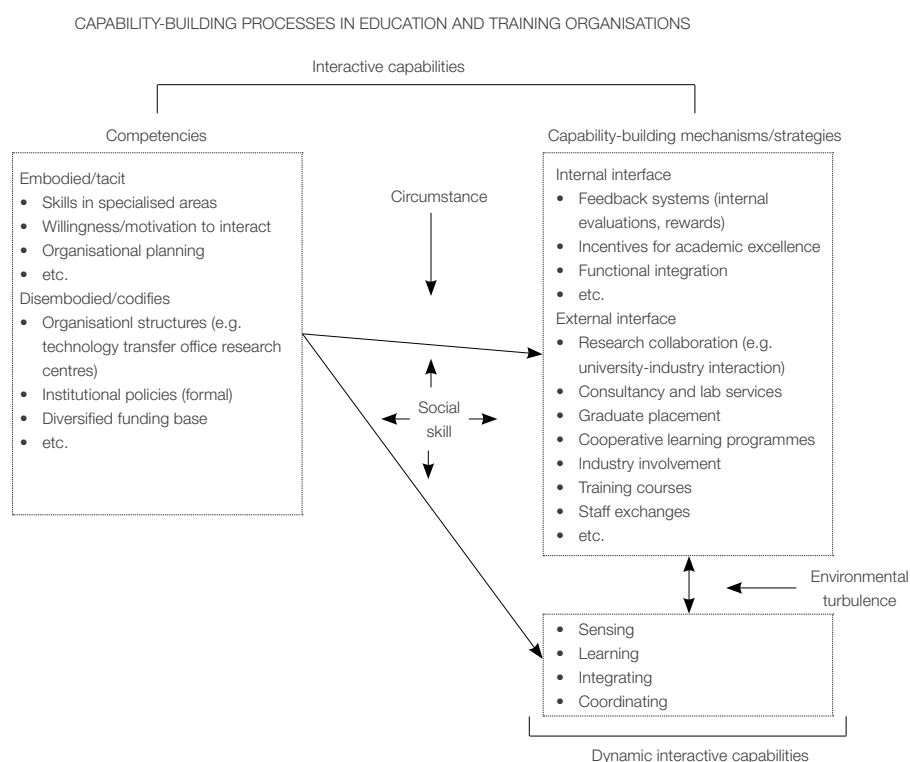 CAPABILITY-BUILDING PROCESSES IN EDUCATION AND TRAINING ORGANISATIONS
Interactive capabilities
Competencies
Embodied/tacit
• Skills in specialised areas
• Willingness/motivation to interact
• Organisational planning
• etc.
Disembodied/codifies
• Organisationl structures (e.g.
technology transfer office research
centres)
• Institutional policies (formal)
• Diversified funding base
• etc.
Circumstance
Social
skill
Capability-building mechanisms/strategies
Internal interface
• Feedback systems (internal
evaluations, rewards)
• Incentives for academic excellence
• Functional integration
• etc.
External interface
• Research collaboration (e.g.
university-industry interaction)
• Consultancy and lab services
• Graduate placement
• Cooperative learning programmes
• Industry involvement
• Training courses
• Staff exchanges
• etc.
Environmental
turbulence
• Sensing
• Learning
• Integrating
• Coordinating
Dynamic interactive capabilities